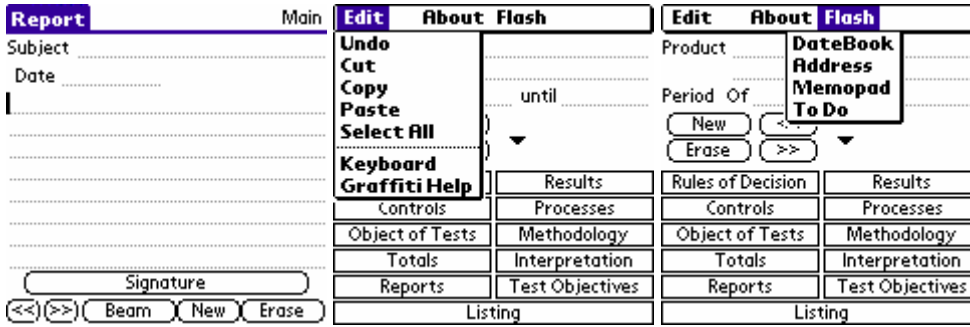 Report Main
Subject
Date
Signature
<< >> Beam New Erase
Edit About Flash
Undo
Cut
Copy
Paste
Select All
Keyboard
Graffiti Help
until
Results
Controls Processes
Object of Tests Methodology
Totals Interpretation
Reports Test Objectives
Listing
Edit About Flash
DateBook
Address
Memopad
To Do
Product
Period Of
New
Erase >>
Rules of Decision Results
Controls Processes
Object of Tests Methodology
Totals Interpretation
Reports Test Objectives
Listing